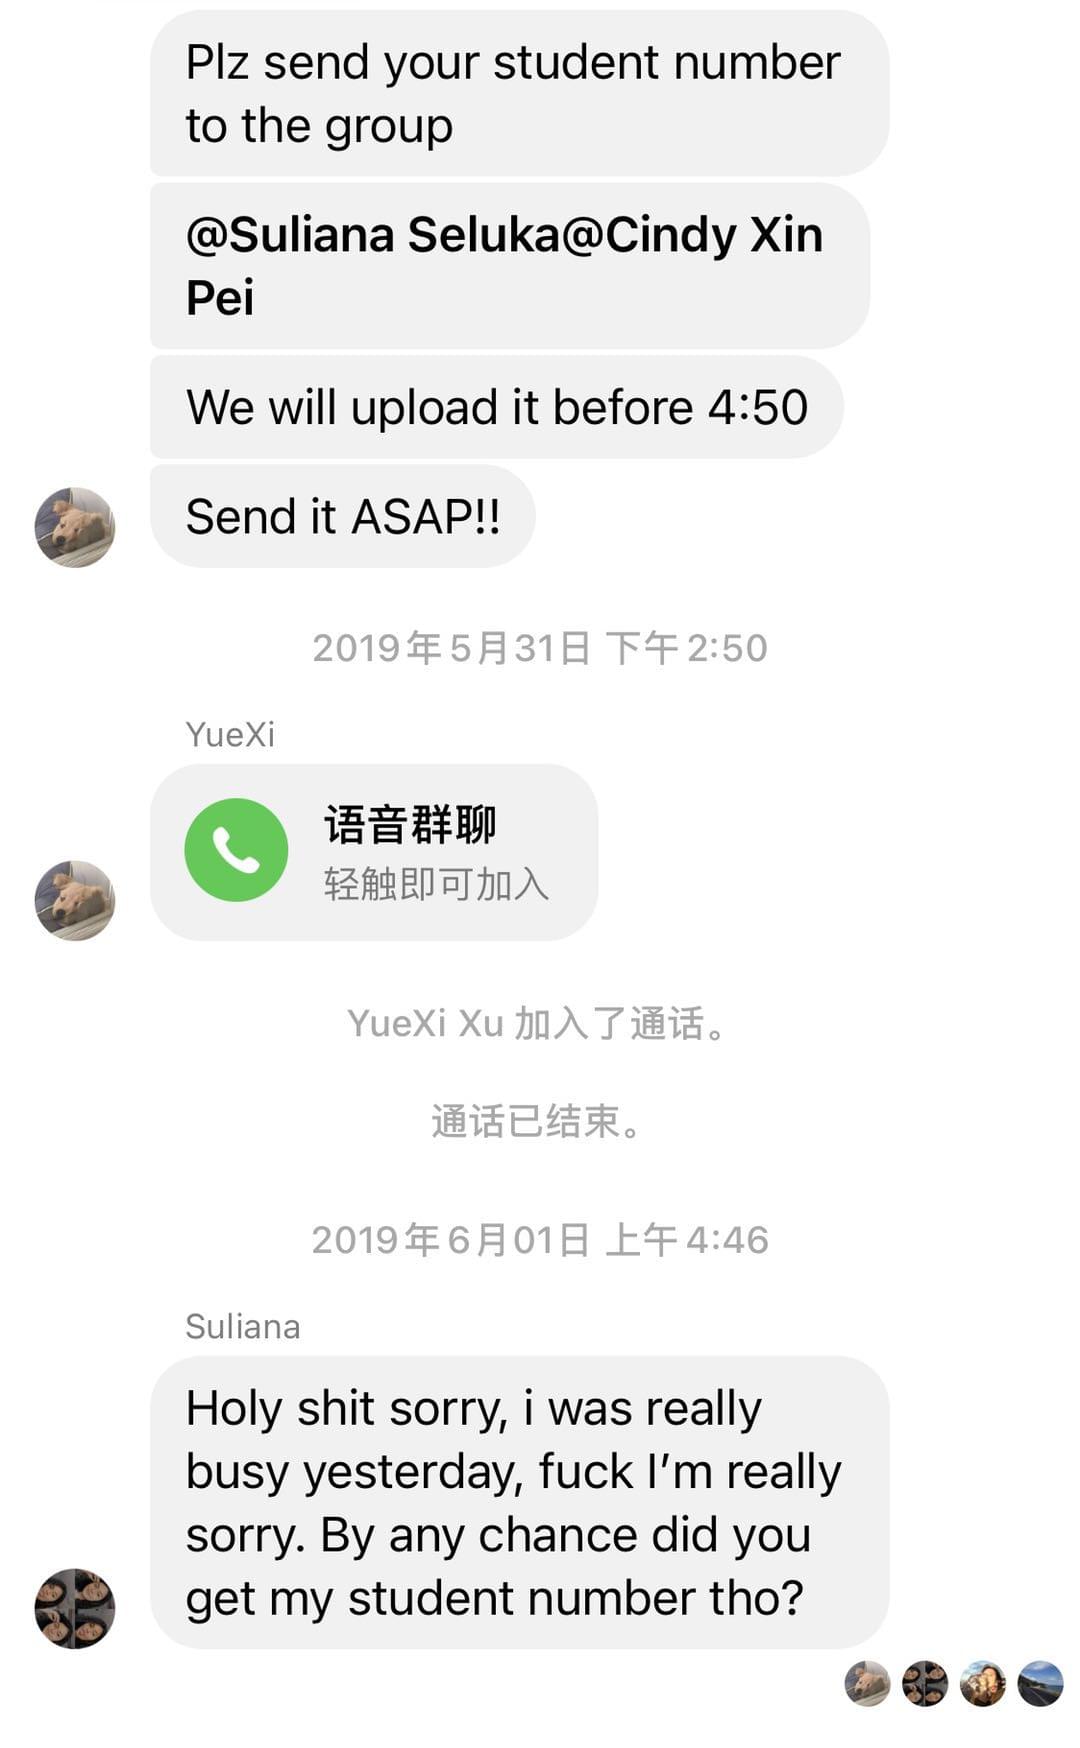 Plz send your student number
to the group
@Suliana Seluka@Cindy Xin
Pei
We will upload it before 4:50
Send it ASAP!!
2019年5月31日 下午2:50
YueXi
语音群聊
轻触即可加入
YueXi Xu 加入了通话。
通话已结束。
2019年6月01日 上午4:46
Suliana
Holy shit sorry, i was really
busy yesterday, fuck I’m really
sorry. By any chance did you
get my student number tho?